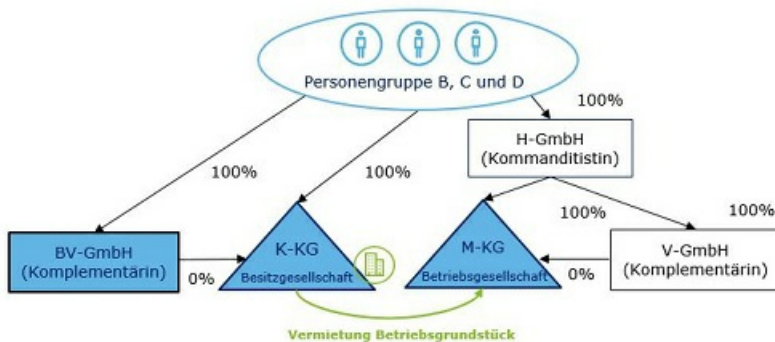 Personengruppe B, C und D
100%
H-GmbH
(Kommanditistin)
100%
100%
100%
100%
BV-GmbH
(Komplementärin)
0%
K-KG
Besitzgesellschaft
M-KG
Betriebsgesellschaft
0%
V-GmbH
(Komplementärin)
Vermietung Betriebsgrundstück